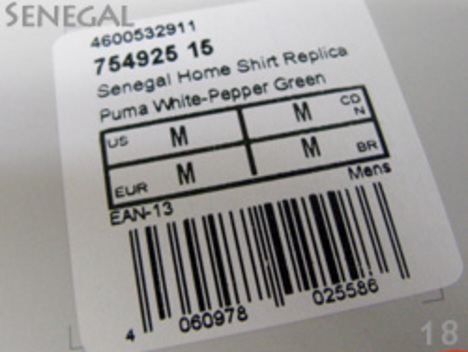 SENEGAL
4600532911
754925 15
Senegal Home Shirt Replica
Puma White-Pepper Green
US M M CDN
EUR M M BR
EAN-13 Mens
4 060978 025586
18